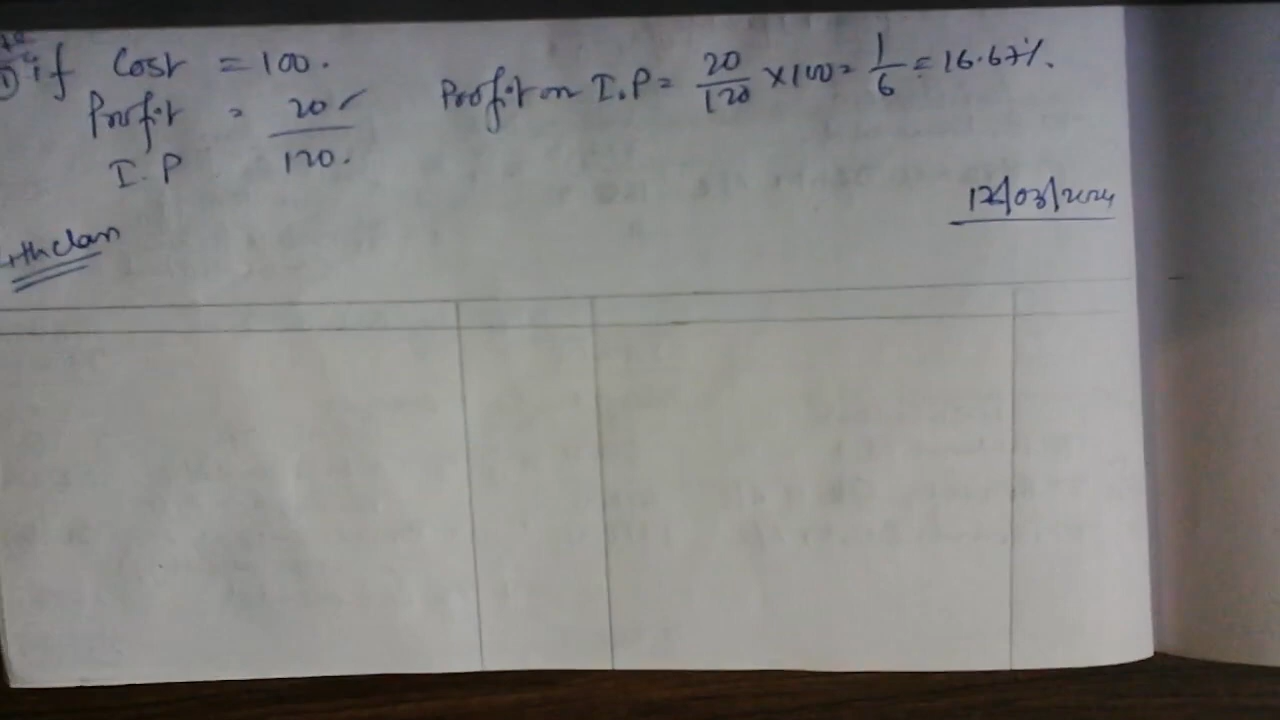 ① if Cost = 100.
Profit = 20
I.P 120.
Profit on I.P = 20/120 ×100 = 1/6 = 16.67%.
12/03/2024
thclass